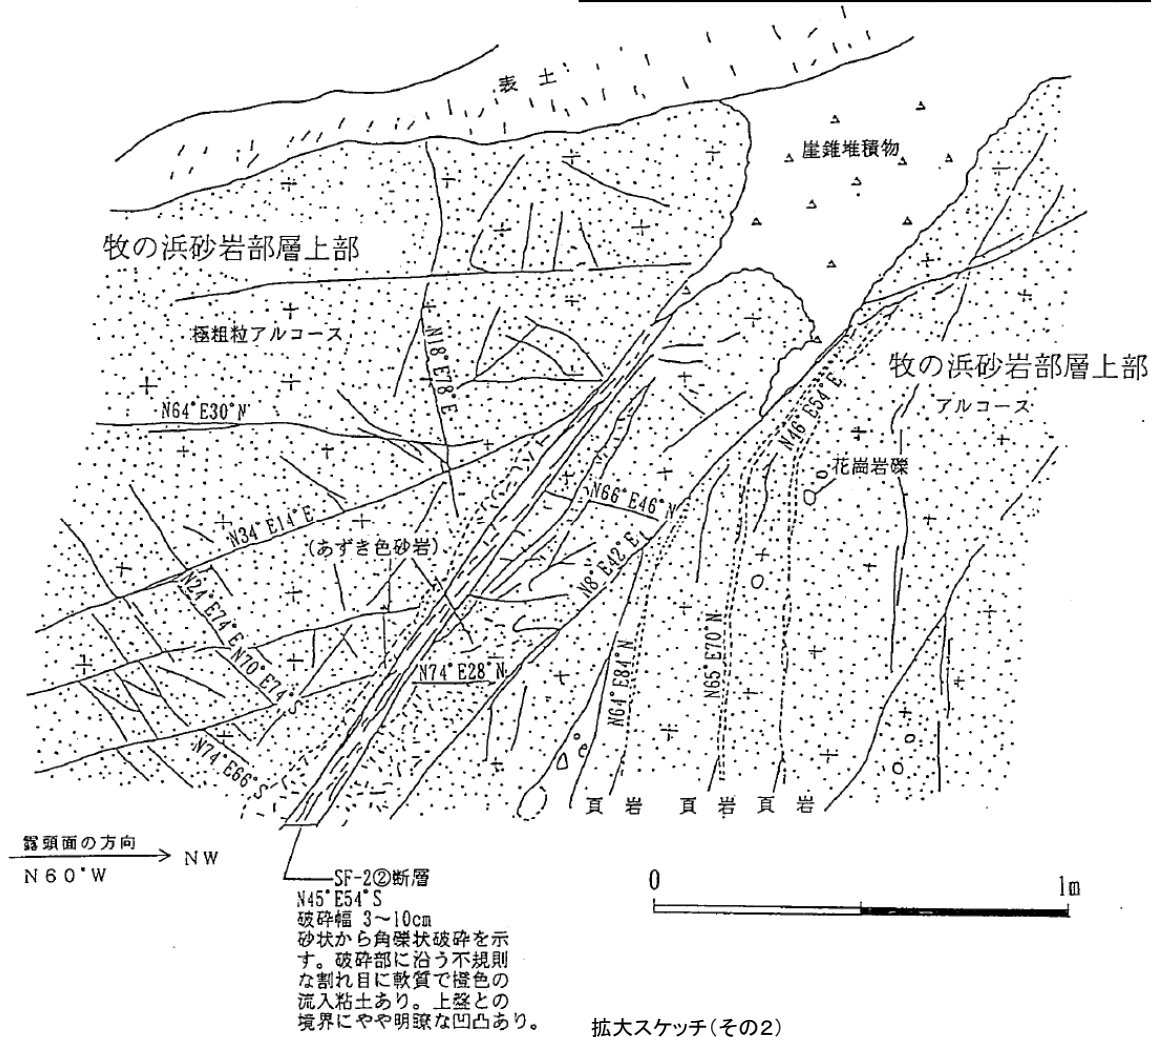 表土
崖錐堆積物
牧の浜砂岩部層上部
極粗粒アルコース
N18°E78°E
牧の浜砂岩部層上部
アルコース
N46°E54°E
花崗岩礫
N64°E30°N
N66°E46°N
N34°E14°E
(あずき色砂岩)
N8°E42°E
N24°E74°E
N70°E74°S
N74°E28°N
N64°E84°N
N65°E70°N
N74°E66°S
頁岩 頁岩 頁岩
露頭面の方向
N60°W
NW
SF-2②断層
N45°E54°S
破砕幅 3~10cm
砂状から角礫状破砕を示
す。破砕部に沿う不規則
な割れ目に軟質で橙色の
流入粘土あり。上盤との
境界にやや明瞭な凹凸あり。
0 1m
拡大スケッチ(その2)